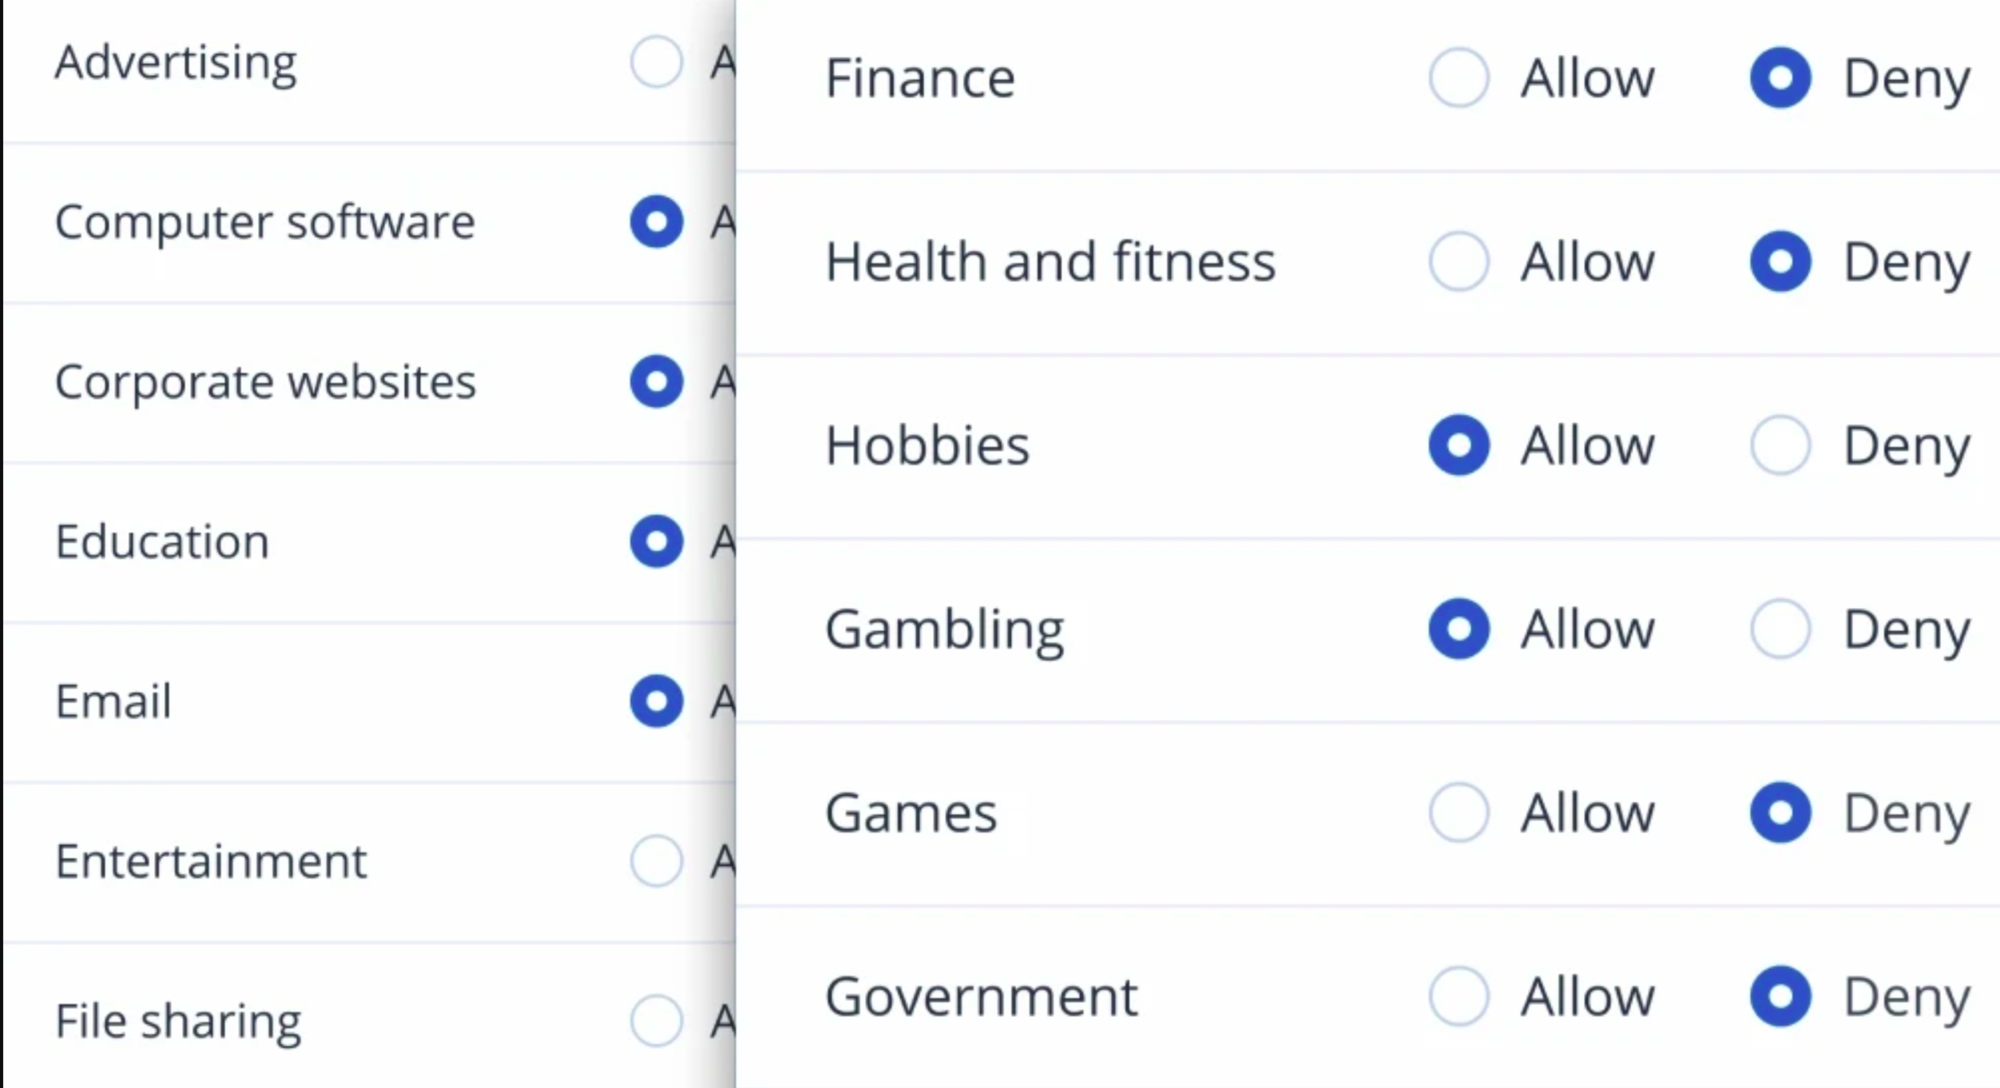 Advertising A
Computer software A
Corporate websites A
Education A
Email A
Entertainment A
File sharing A
Finance Allow Deny
Health and fitness Allow Deny
Hobbies Allow Deny
Gambling Allow Deny
Games Allow Deny
Government Allow Deny